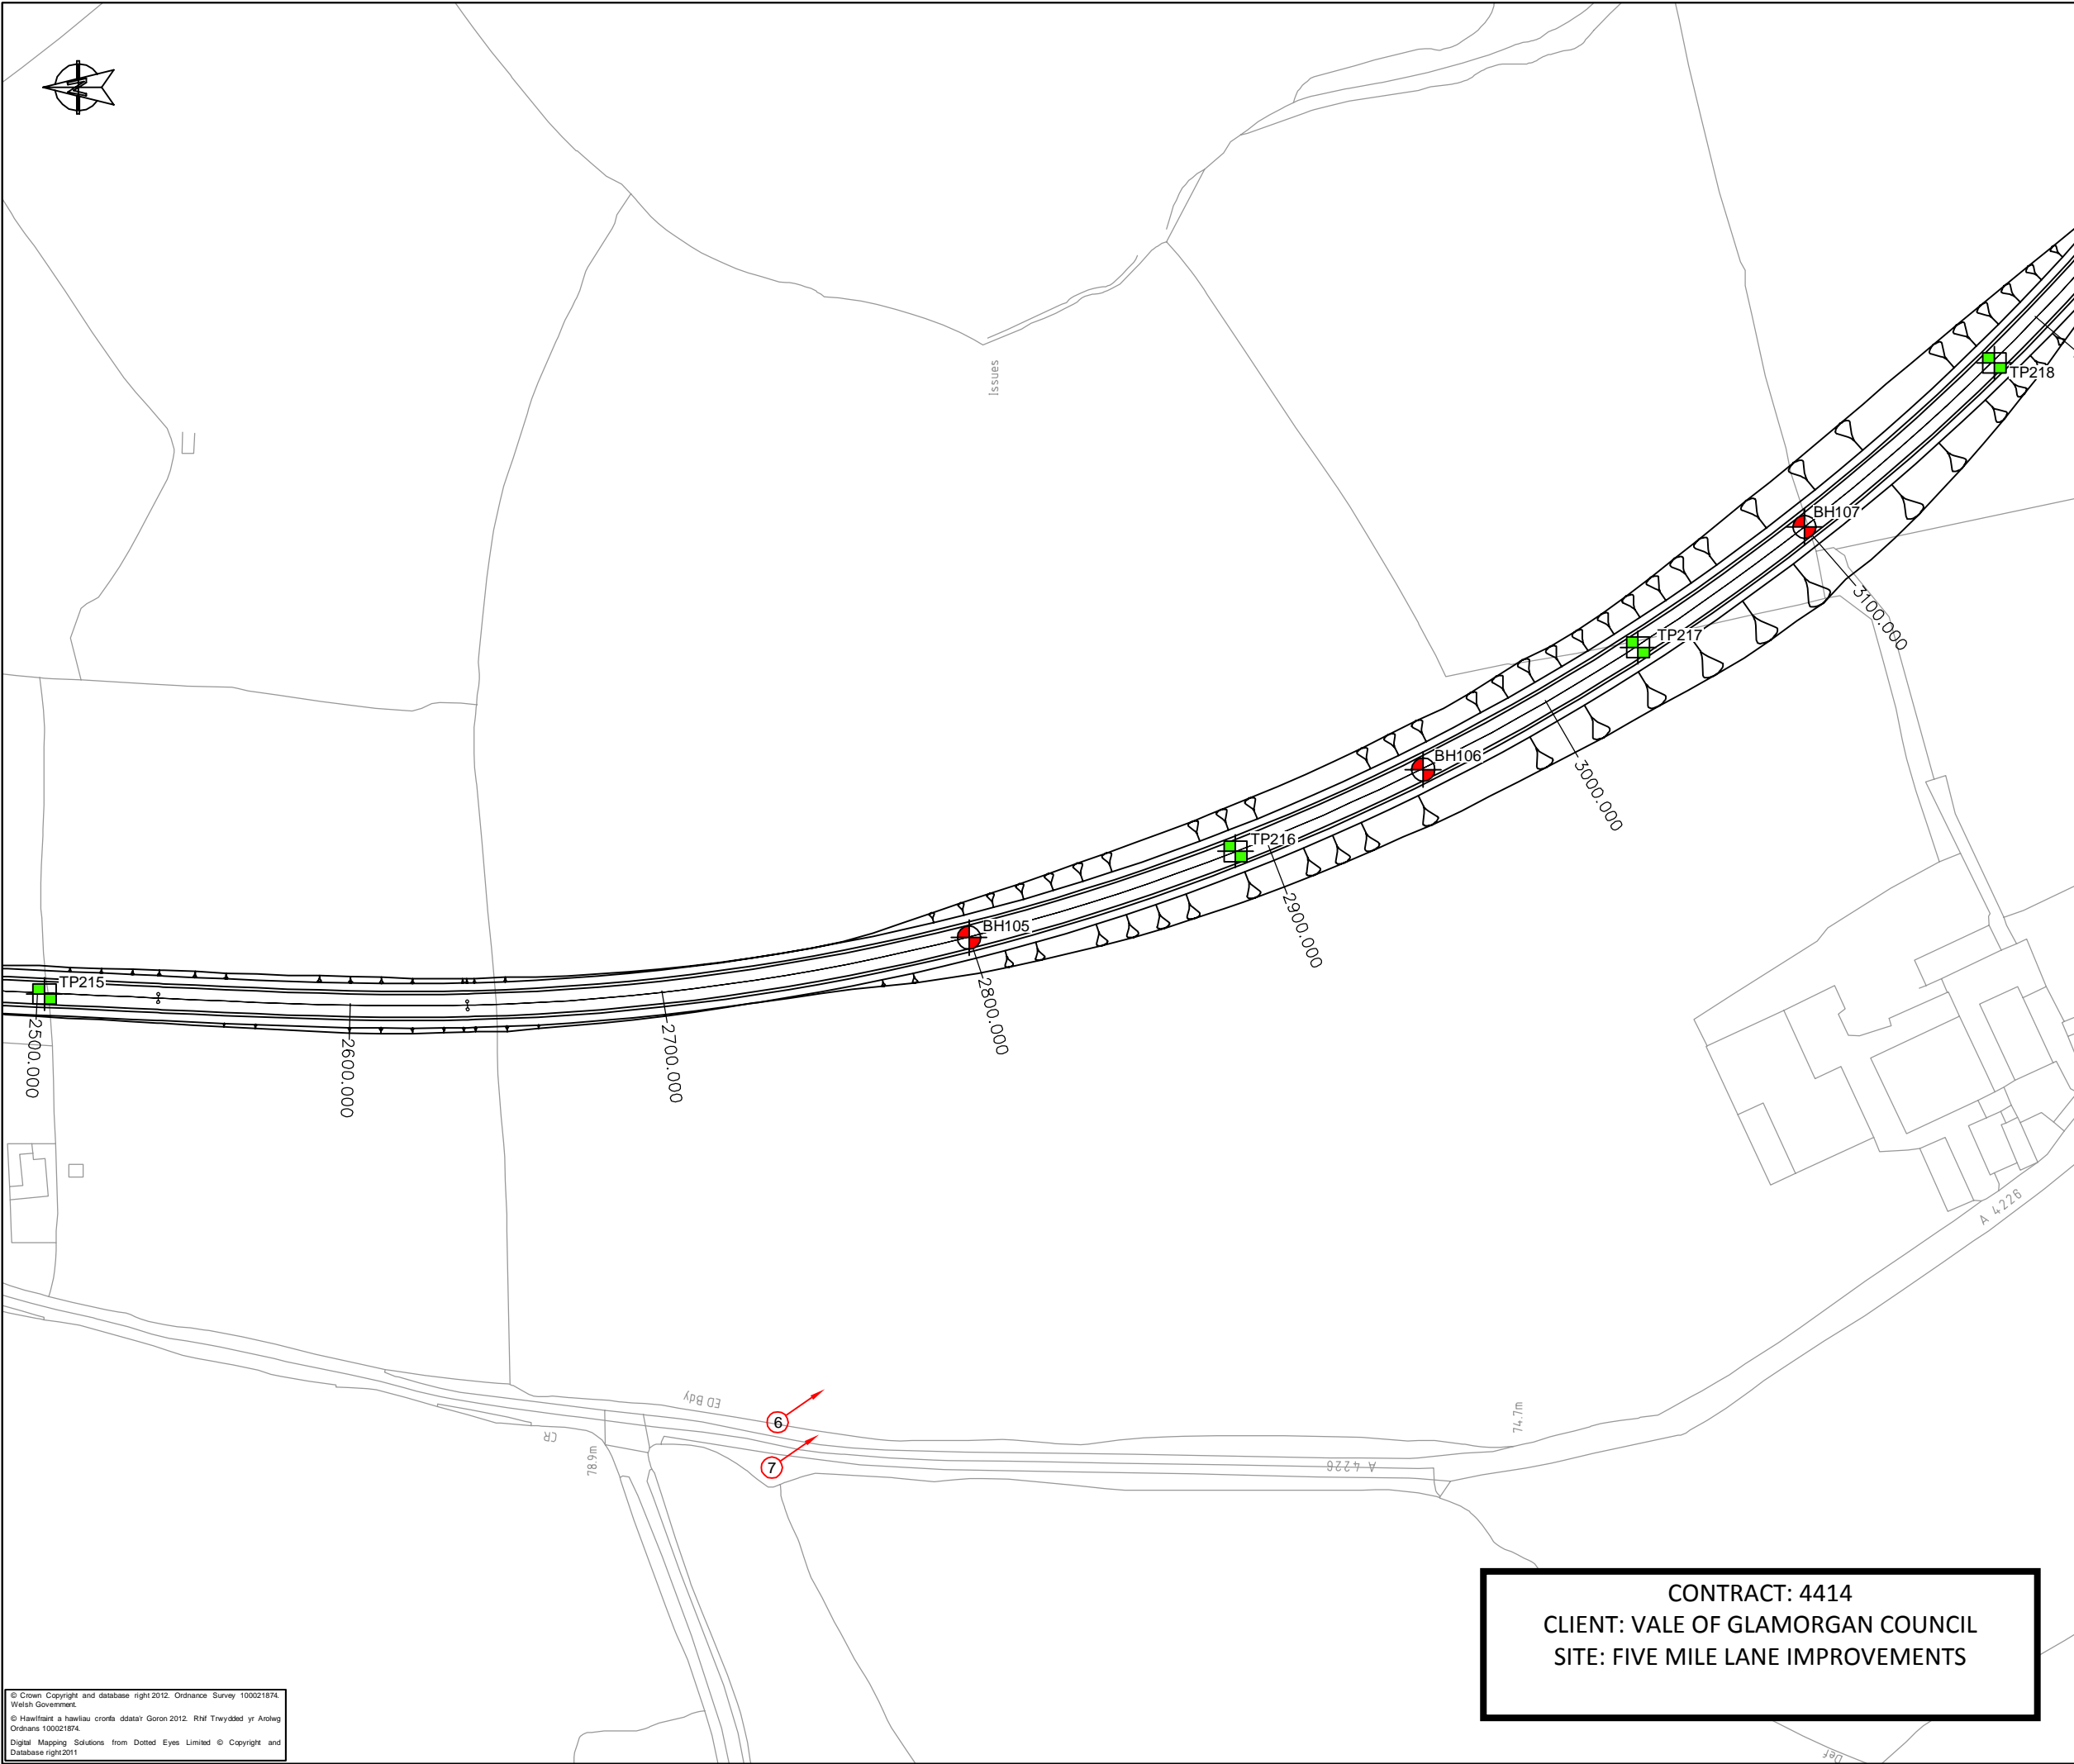 N
Issues
TP218
BH107
3100.000
TP217
BH106
3000.000
TP216
2900.000
BH105
2800.000
TP215
2500.000
2600.000
2700.000
A 4226
ED Bdy
6
74.7m
CR
78.9m
7
A 4226
CONTRACT: 4414
CLIENT: VALE OF GLAMORGAN COUNCIL
SITE: FIVE MILE LANE IMPROVEMENTS
Def
© Crown Copyright and database right 2012. Ordnance Survey 100021874.
Welsh Government.
© Hawlfraint a hawliau cronfa ddata'r Goron 2012. Rhif Trwydded yr Arolwg
Ordnans 100021874.
Digital Mapping Solutions from Dotted Eyes Limited © Copyright and
Database right2011